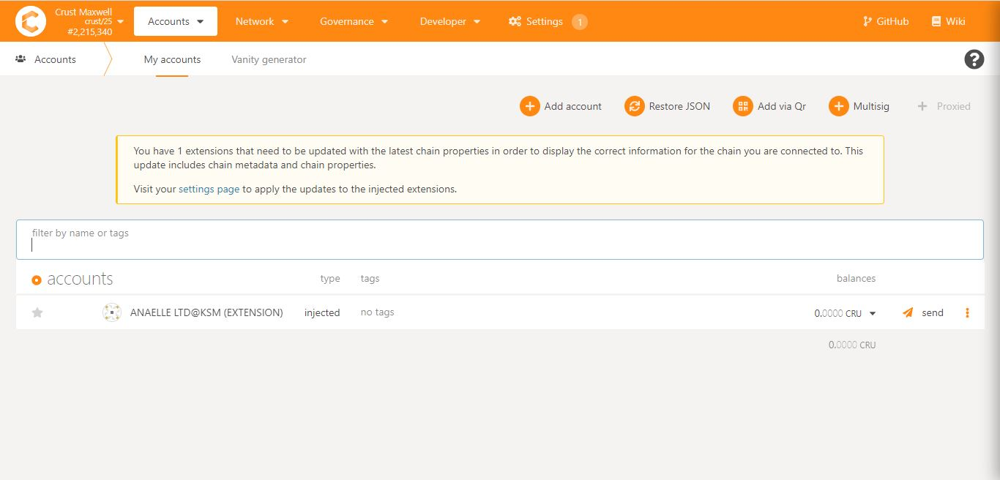 Crust Maxwell
crust/25
#2,215,340
Accounts
Network
Governance
Developer
Settings
1
GitHub
Wiki
Accounts
My accounts
Vanity generator
?
Add account
Restore JSON
Add via Qr
Multisig
Proxied
You have 1 extensions that need to be updated with the latest chain properties in order to display the correct information for the chain you are connected to. This
update includes chain metadata and chain properties.
Visit your settings page to apply the updates to the injected extensions.
filter by name or tags
accounts
type
tags
balances
ANAELLE LTD@KSM (EXTENSION)
injected
no tags
0.0000 CRU
send
0.0000 CRU